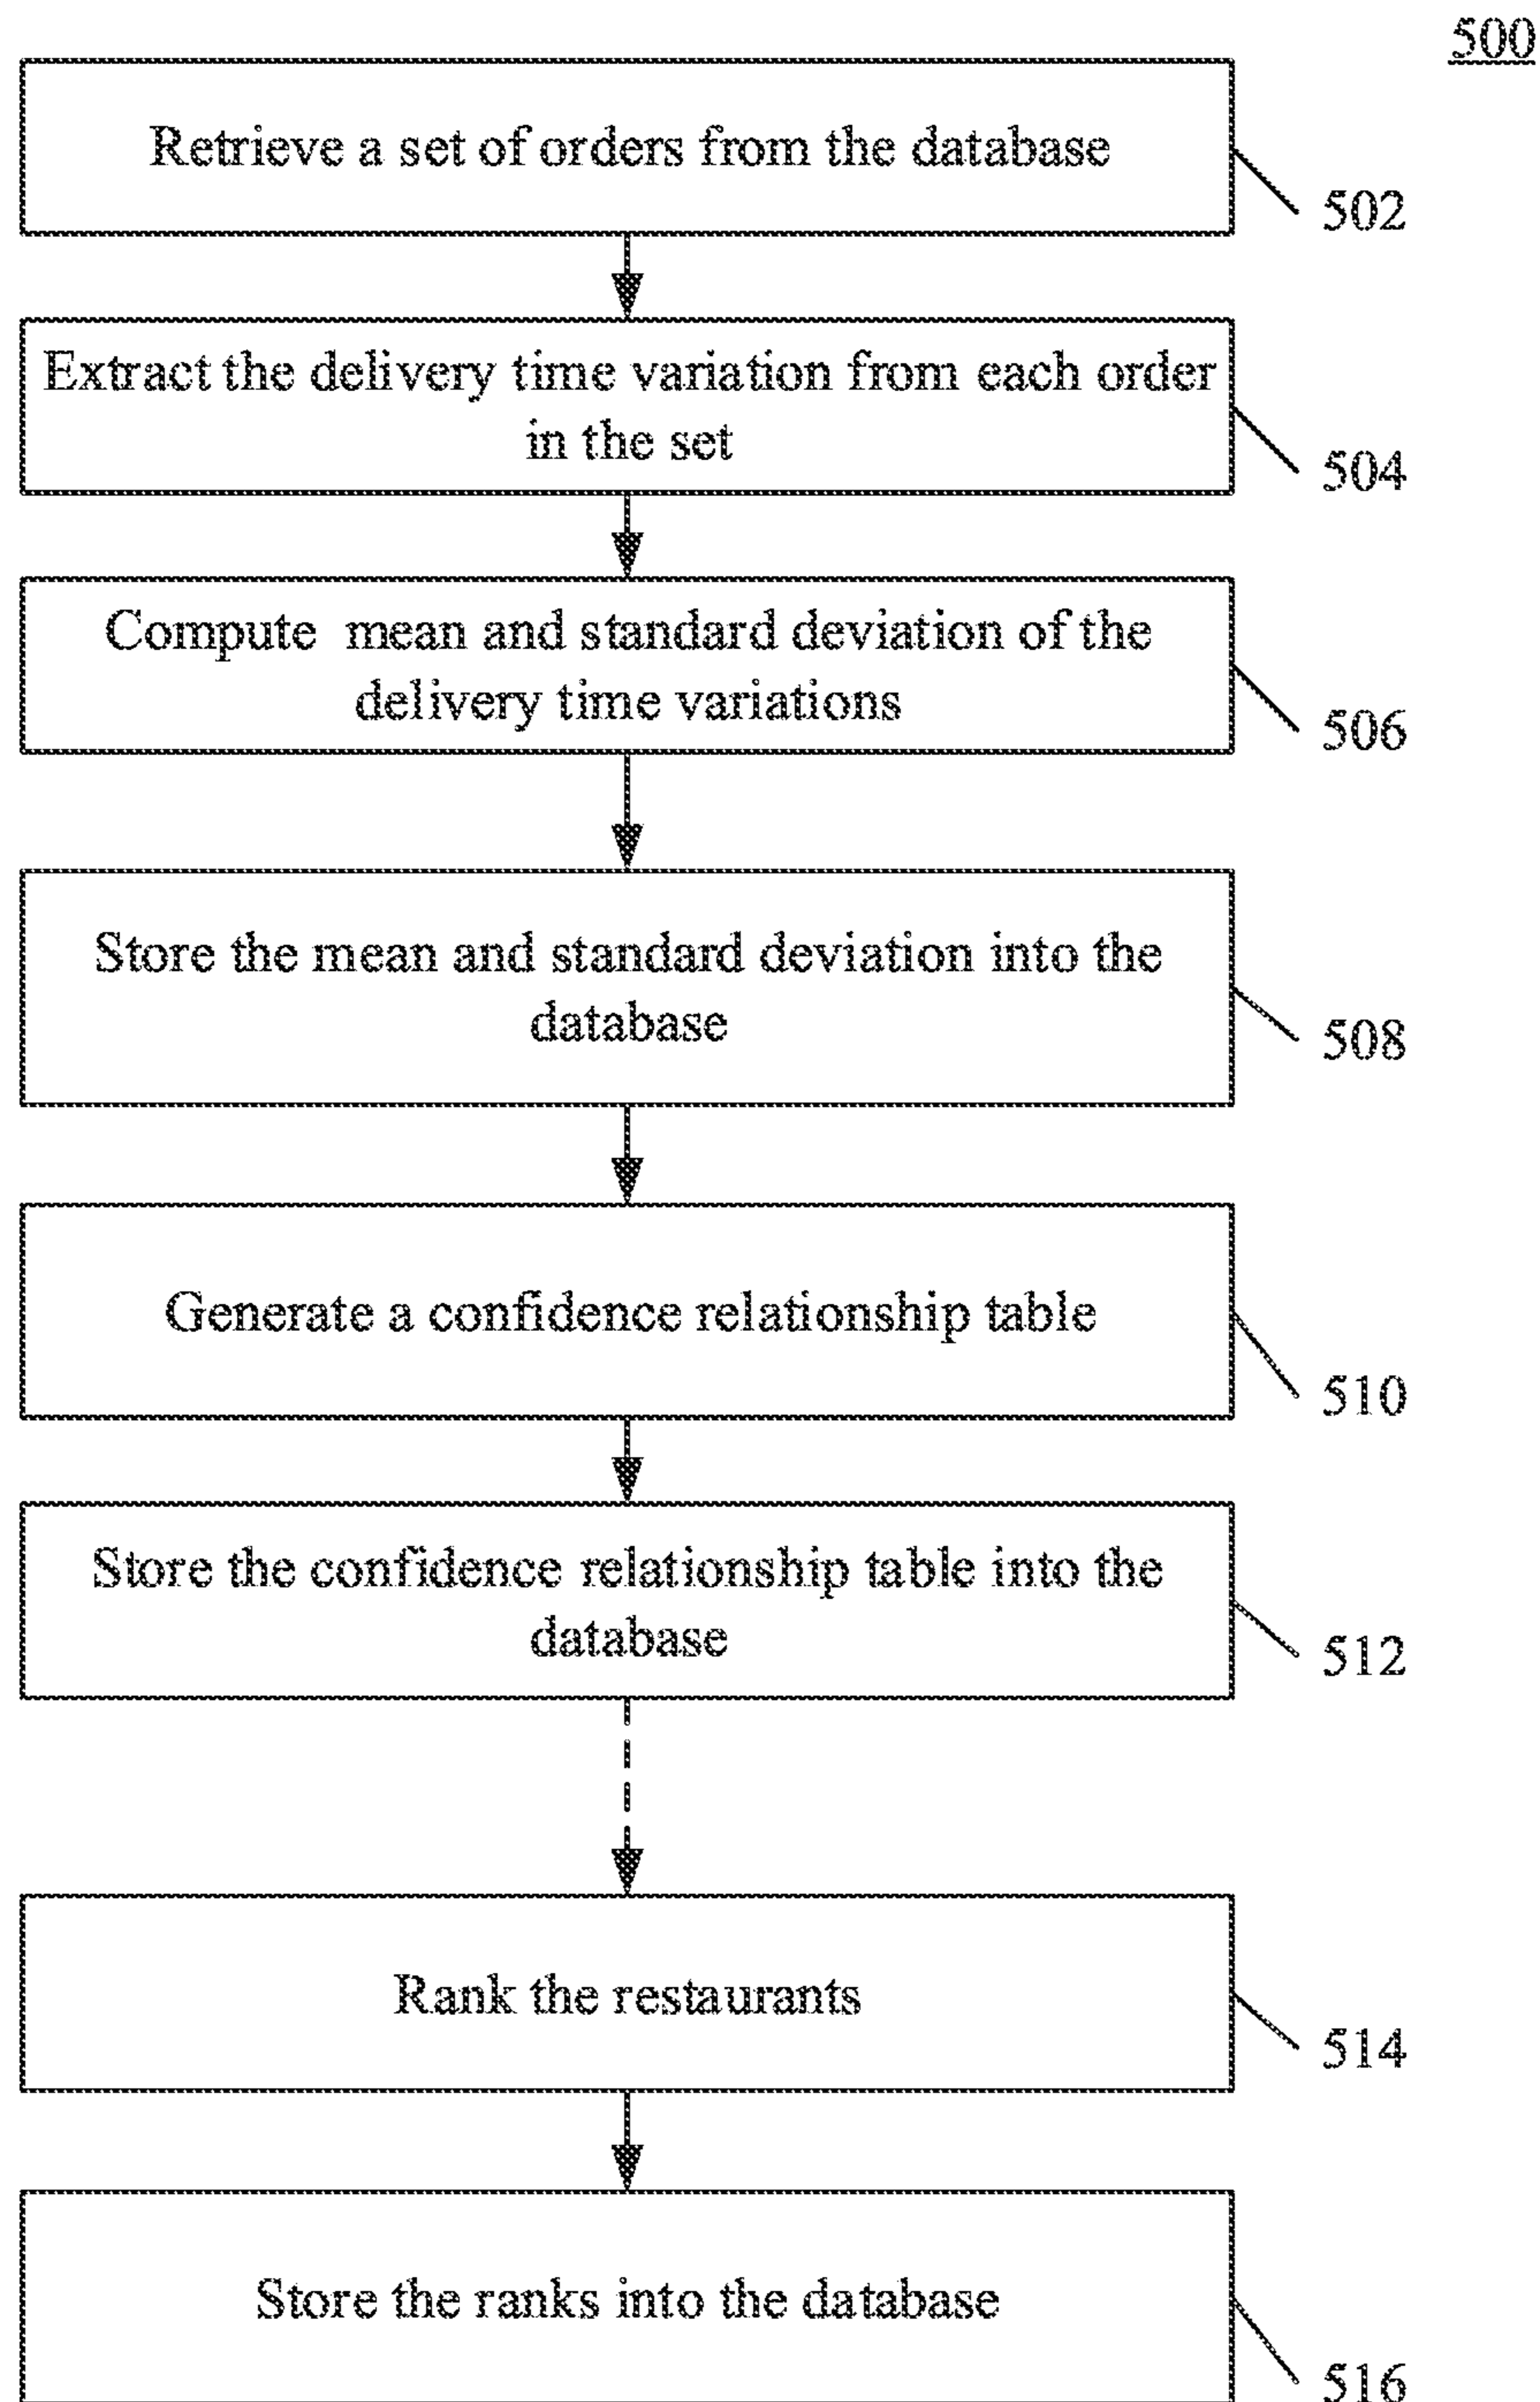 500
Retrieve a set of orders from the database
502
Extract the delivery time variation from each order
in the set
504
Compute mean and standard deviation of the
delivery time variations
506
Store the mean and standard deviation into the
database
508
Generate a confidence relationship table
510
Store the confidence relationship table into the
database
512
Rank the restaurants
514
Store the ranks into the database
516